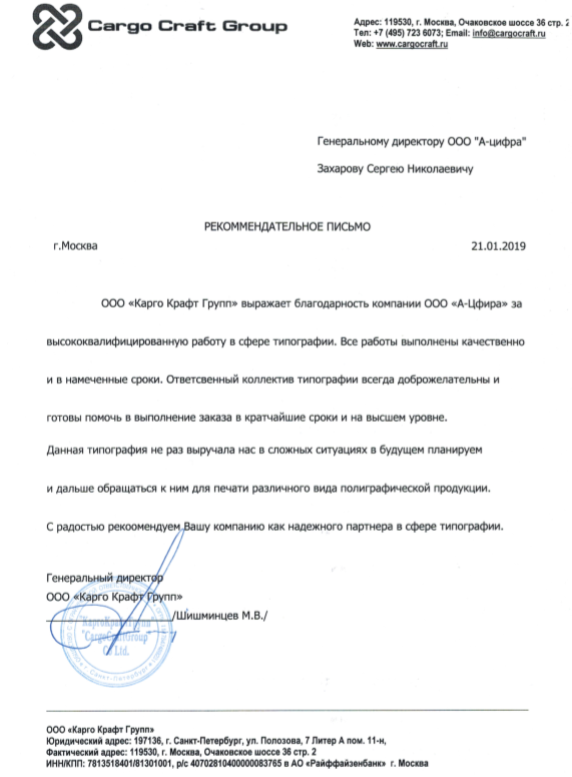 Cargo Craft Group
Адрес: 119530, г. Москва, Очаковское шоссе 36 стр. 2
Тел: +7 (495) 723 6073; Email: info@cargocraft.ru
Web: www.cargocraft.ru
Генеральному директору ООО "А-цифра"
Захарову Сергею Николаевичу
РЕКОММЕНДАТЕЛЬНОЕ ПИСЬМО
г.Москва 21.01.2019
ООО «Карго Крафт Групп» выражает благодарность компании ООО «А-Цфира» за
высококвалифицированную работу в сфере типографии. Все работы выполнены качественно
и в намеченные сроки. Ответсвенный коллектив типографии всегда доброжелательны и
готовы помочь в выполнение заказа в кратчайшие сроки и на высшем уровне.
Данная типография не раз выручала нас в сложных ситуациях в будущем планируем
и дальше обращаться к ним для печати различного вида полиграфической продукции.
С радостью рекоомендуем Вашу компанию как надежного партнера в сфере типографии.
Генеральный директор
ООО «Карго Крафт Групп»
/Шишминцев М.В./
"КаргоКрафтГрупп"
"CargoCraftGroup"
Co Ltd.
ООО «Карго Крафт Групп»
Юридический адрес: 197136, г. Санкт-Петербург, ул. Полозова, 7 Литер А пом. 11-н,
Фактический адрес: 119530, г. Москва, Очаковское шоссе 36 стр. 2
ИНН/КПП: 7813518401/81301001, р/с 40702810400000083765 в АО «Райффайзенбанк» г. Москва